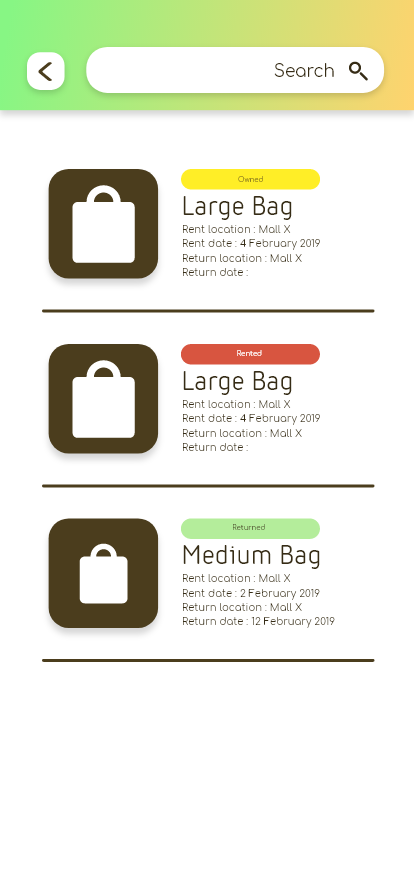 Search
Owned
Large Bag
Rent location : Mall X
Rent date : 4 February 2019
Return location : Mall X
Return date :
Rented
Large Bag
Rent location : Mall X
Rent date : 4 February 2019
Return location : Mall X
Return date :
Returned
Medium Bag
Rent location : Mall X
Rent date : 2 February 2019
Return location : Mall X
Return date : 12 February 2019